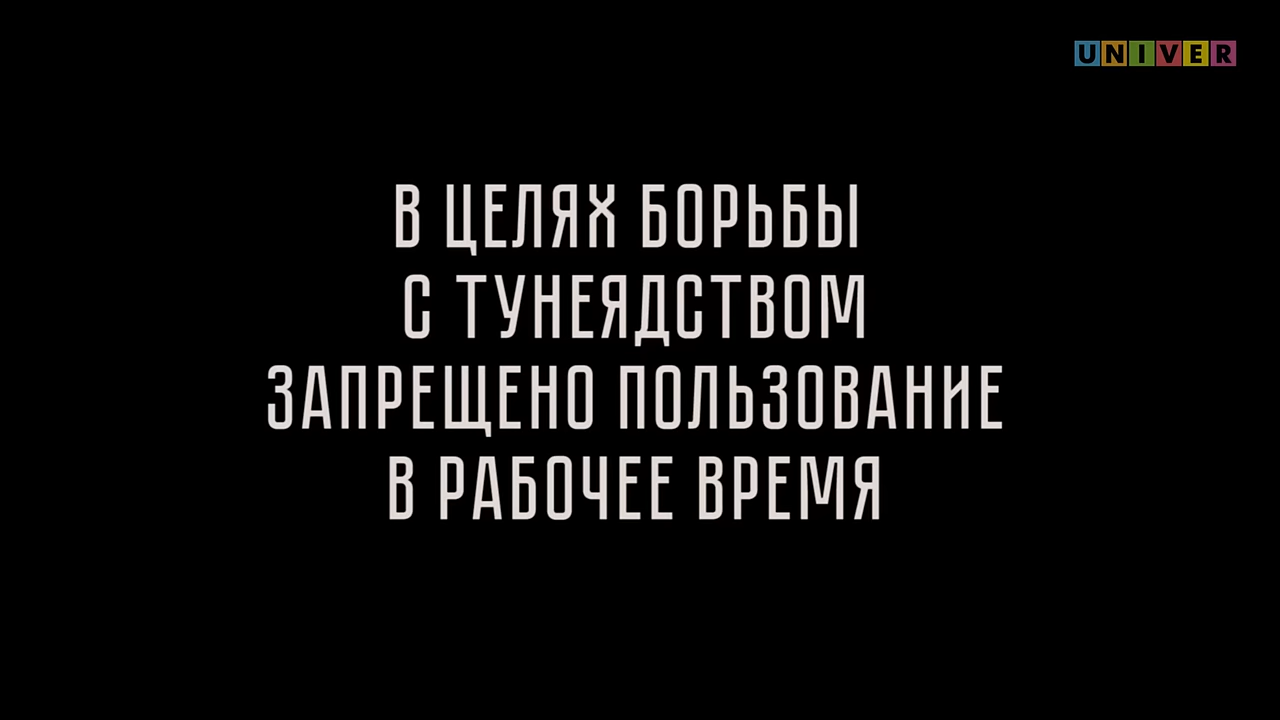 UNIVER
В ЦЕЛЯХ БОРЬБЫ
С ТУНЕЯДСТВОМ
ЗАПРЕЩЕНО ПОЛЬЗОВАНИЕ
В РАБОЧЕЕ ВРЕМЯ